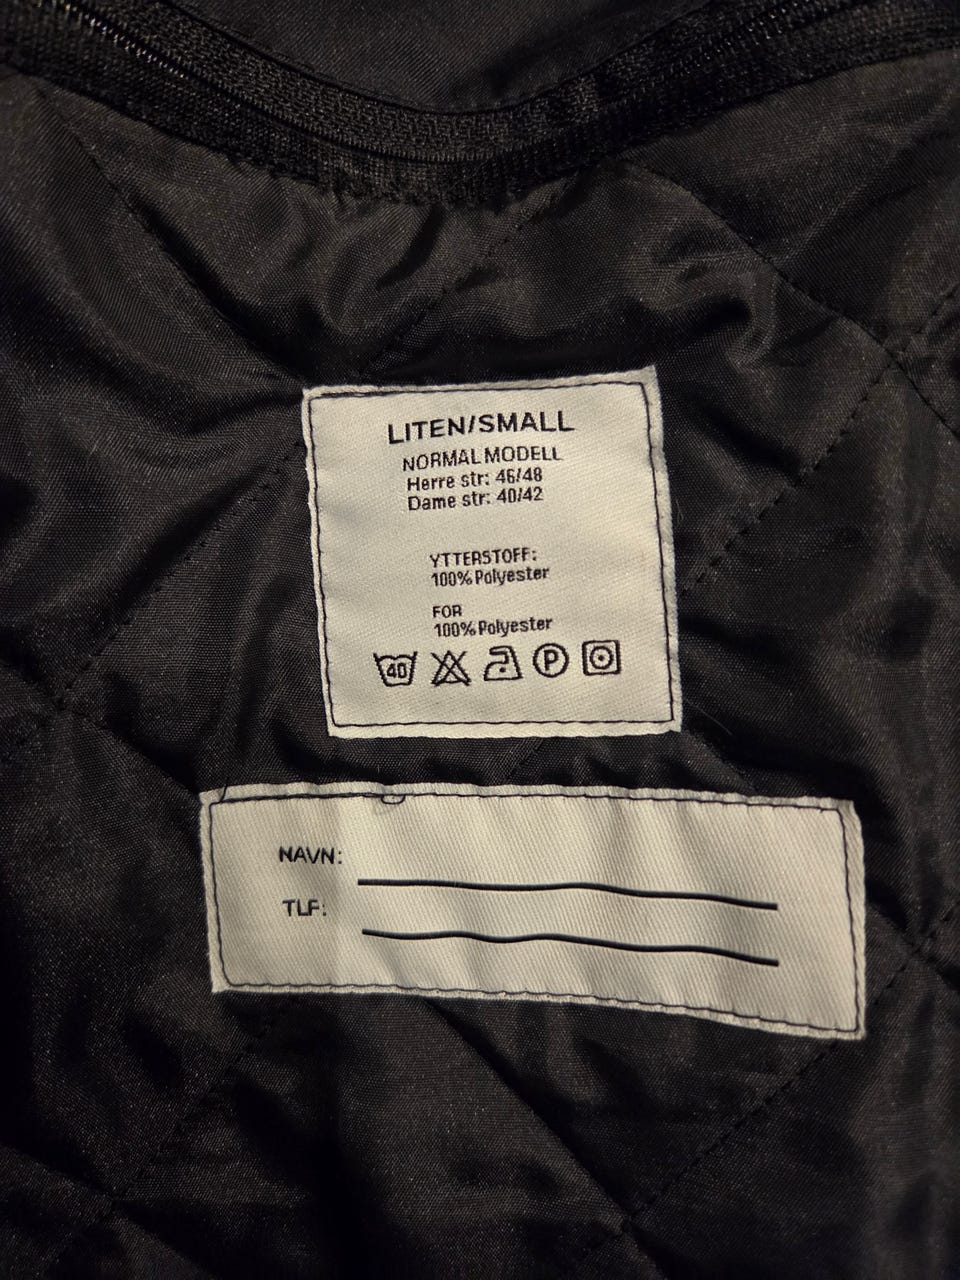 LITEN/SMALL
NORMAL MODELL
Herre str: 46/48
Dame str: 40/42
YTTERSTOFF:
100% Polyester
FOR
100% Polyester
40 P
NAVN:
TLF: